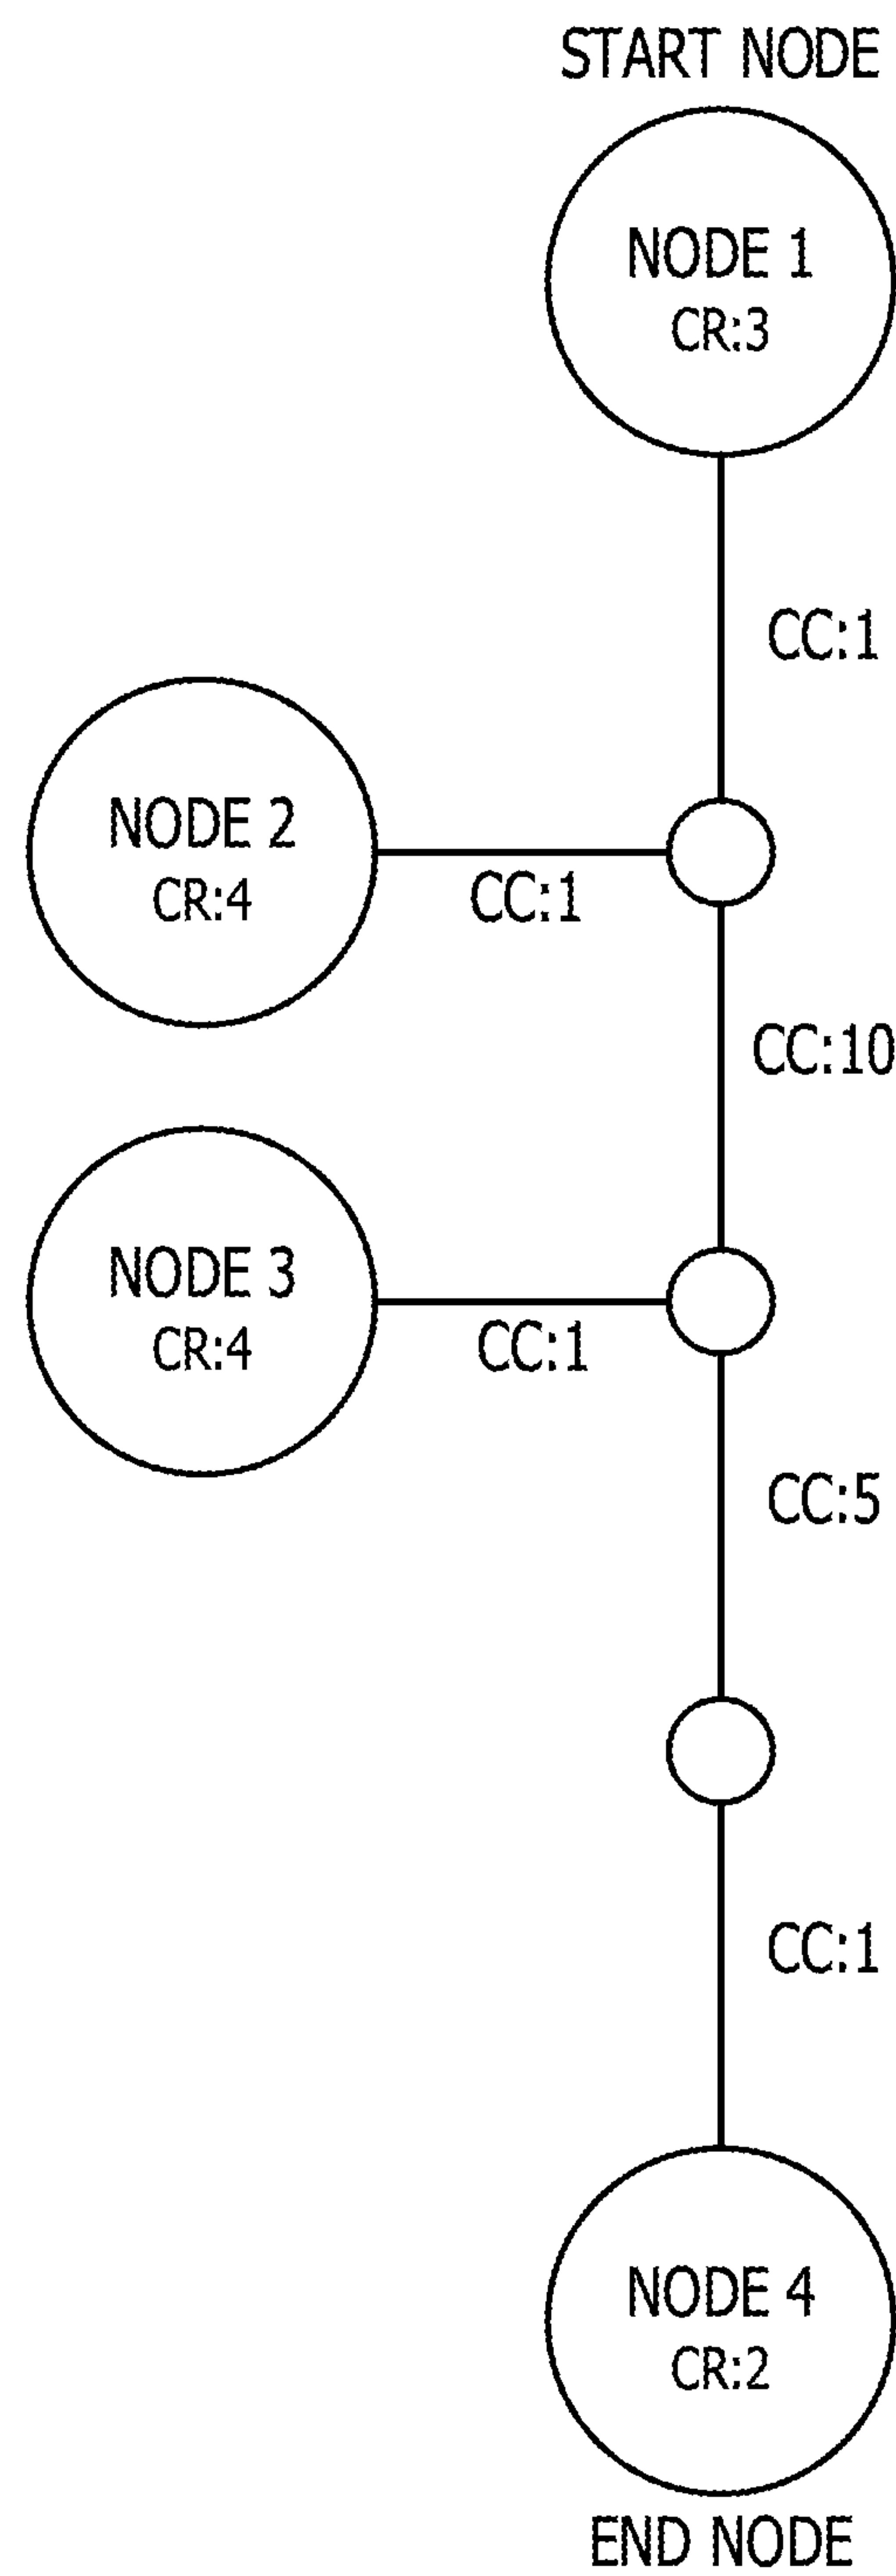 START NODE
NODE 1
CR:3
CC:1
NODE 2
CR:4
CC:1
CC:10
NODE 3
CR:4
CC:1
CC:5
CC:1
NODE 4
CR:2
END NODE